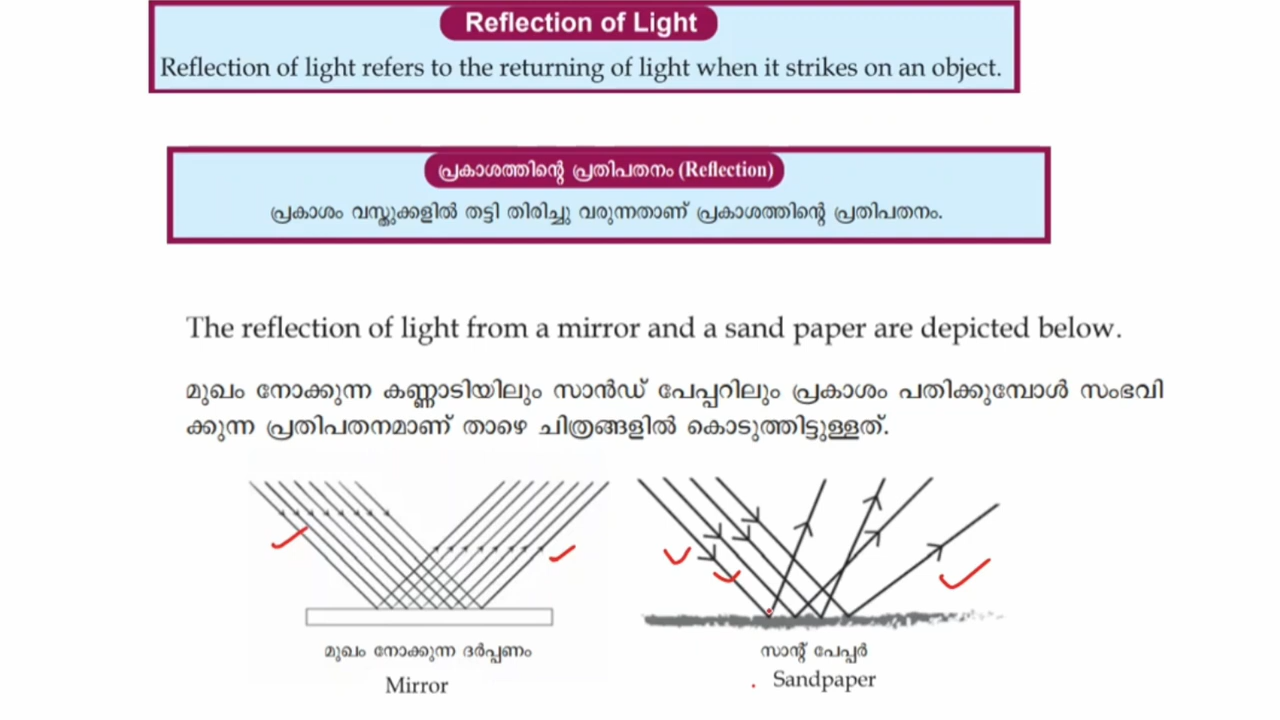 Reflection of Light
Reflection of light refers to the returning of light when it strikes on an object.
പ്രകാശത്തിന്റെ പ്രതിപതനം (Reflection)
പ്രകാശം വസ്തുക്കളിൽ തട്ടി തിരിച്ചു വരുന്നതാണ് പ്രകാശത്തിന്റെ പ്രതിപതനം.
The reflection of light from a mirror and a sand paper are depicted below.
മുഖം നോക്കുന്ന കണ്ണാടിയിലും സാൻഡ് പേപ്പറിലും പ്രകാശം പതിക്കുമ്പോൾ സംഭവി
ക്കുന്ന പ്രതിപതനമാണ് താഴെ ചിത്രങ്ങളിൽ കൊടുത്തിട്ടുള്ളത്.
മുഖം നോക്കുന്ന ദർപ്പണം
Mirror
സാന്റ് പേപ്പർ
Sandpaper